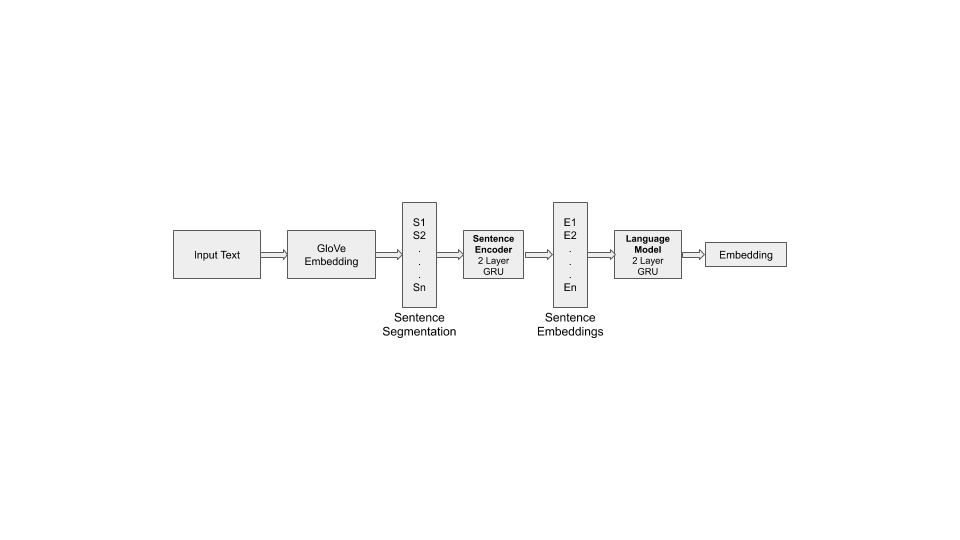 Input Text
GloVe
Embedding
S1
S2
.
.
.
Sn
Sentence
Segmentation
Sentence
Encoder
2 Layer
GRU
E1
E2
.
.
.
En
Sentence
Embeddings
Language
Model
2 Layer
GRU
Embedding